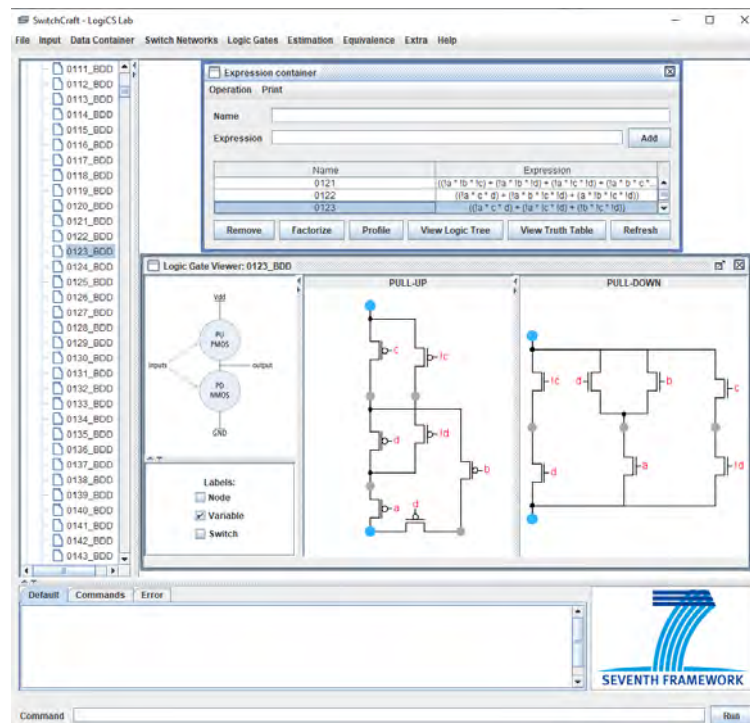 SwitchCraft - LogiCS Lab
File Input Data Container Switch Networks Logic Gates Estimation Equivalence Extra Help
0111_BDD
0112_BDD
0113_BDD
0114_BDD
0115_BDD
0116_BDD
0117_BDD
0118_BDD
0119_BDD
0120_BDD
0121_BDD
0122_BDD
0123_BDD
0124_BDD
0125_BDD
0126_BDD
0127_BDD
0128_BDD
0129_BDD
0130_BDD
0131_BDD
0132_BDD
0133_BDD
0134_BDD
0135_BDD
0136_BDD
0137_BDD
0138_BDD
0139_BDD
0140_BDD
0141_BDD
0142_BDD
0143_BDD
Expression container
Operation Print
Name
Expression Add
Name Expression
0121 ((!a * !b * !c) + (!a * !b * !d) + (!a * !c * !d) + (!a * b * c * ...
0122 ((!a * c * d) + (!a * b * !c * !d) + (a * !b * !c * !d))
0123 ((!a * c * d) + (!a * !c * !d) + (!b * !c * !d))
Remove Factorize Profile View Logic Tree View Truth Table Refresh
Logic Gate Viewer: 0123_BDD
Vdd
PU
PMOS
inputs
output
PD
NMOS
GND
Labels:
Node
Variable
Switch
PULL-UP
c
!c
d
!d
b
a
d
PULL-DOWN
!c
d
b
c
d
a
!d
Default Commands Error
SEVENTH FRAMEWORK
Command Run